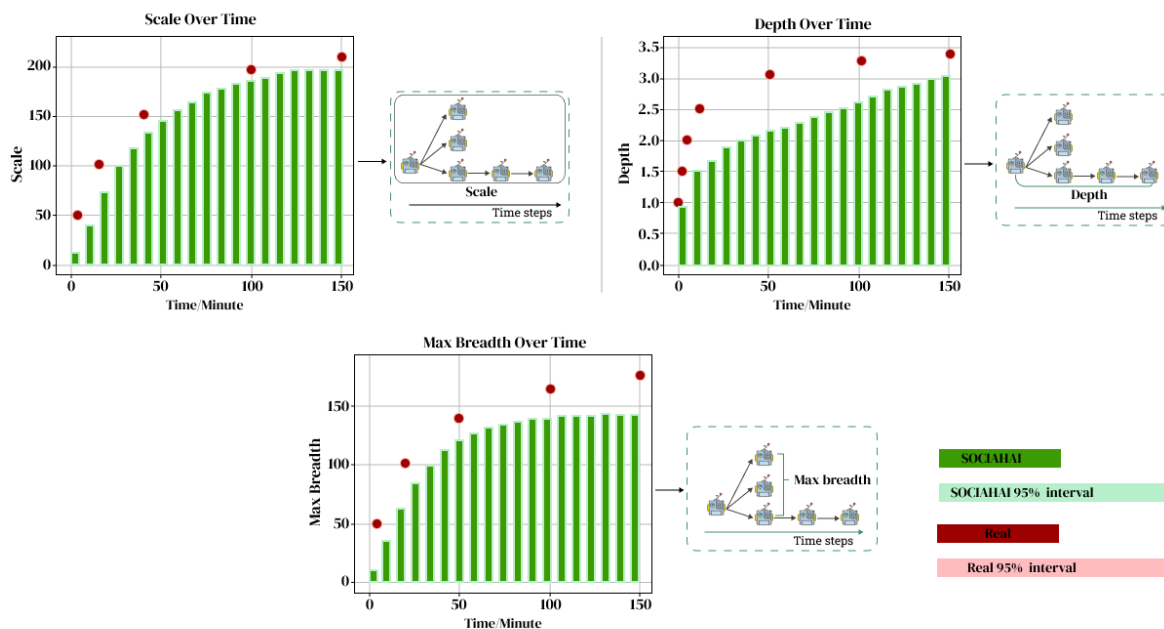 Scale Over Time
Scale
200
150
100
50
0
0 50 100 150
Time/Minute
Scale
Time steps
Depth Over Time
Depth
3.5
3.0
2.5
2.0
1.5
1.0
0.5
0.0
0 50 100 150
Time/Minute
Depth
Time steps
Max Breadth Over Time
Max Breadth
150
100
50
0
0 50 100 150
Time/Minute
Max breadth
Time steps
SOCIAHAI
SOCIAHAI 95% interval
Real
Real 95% interval